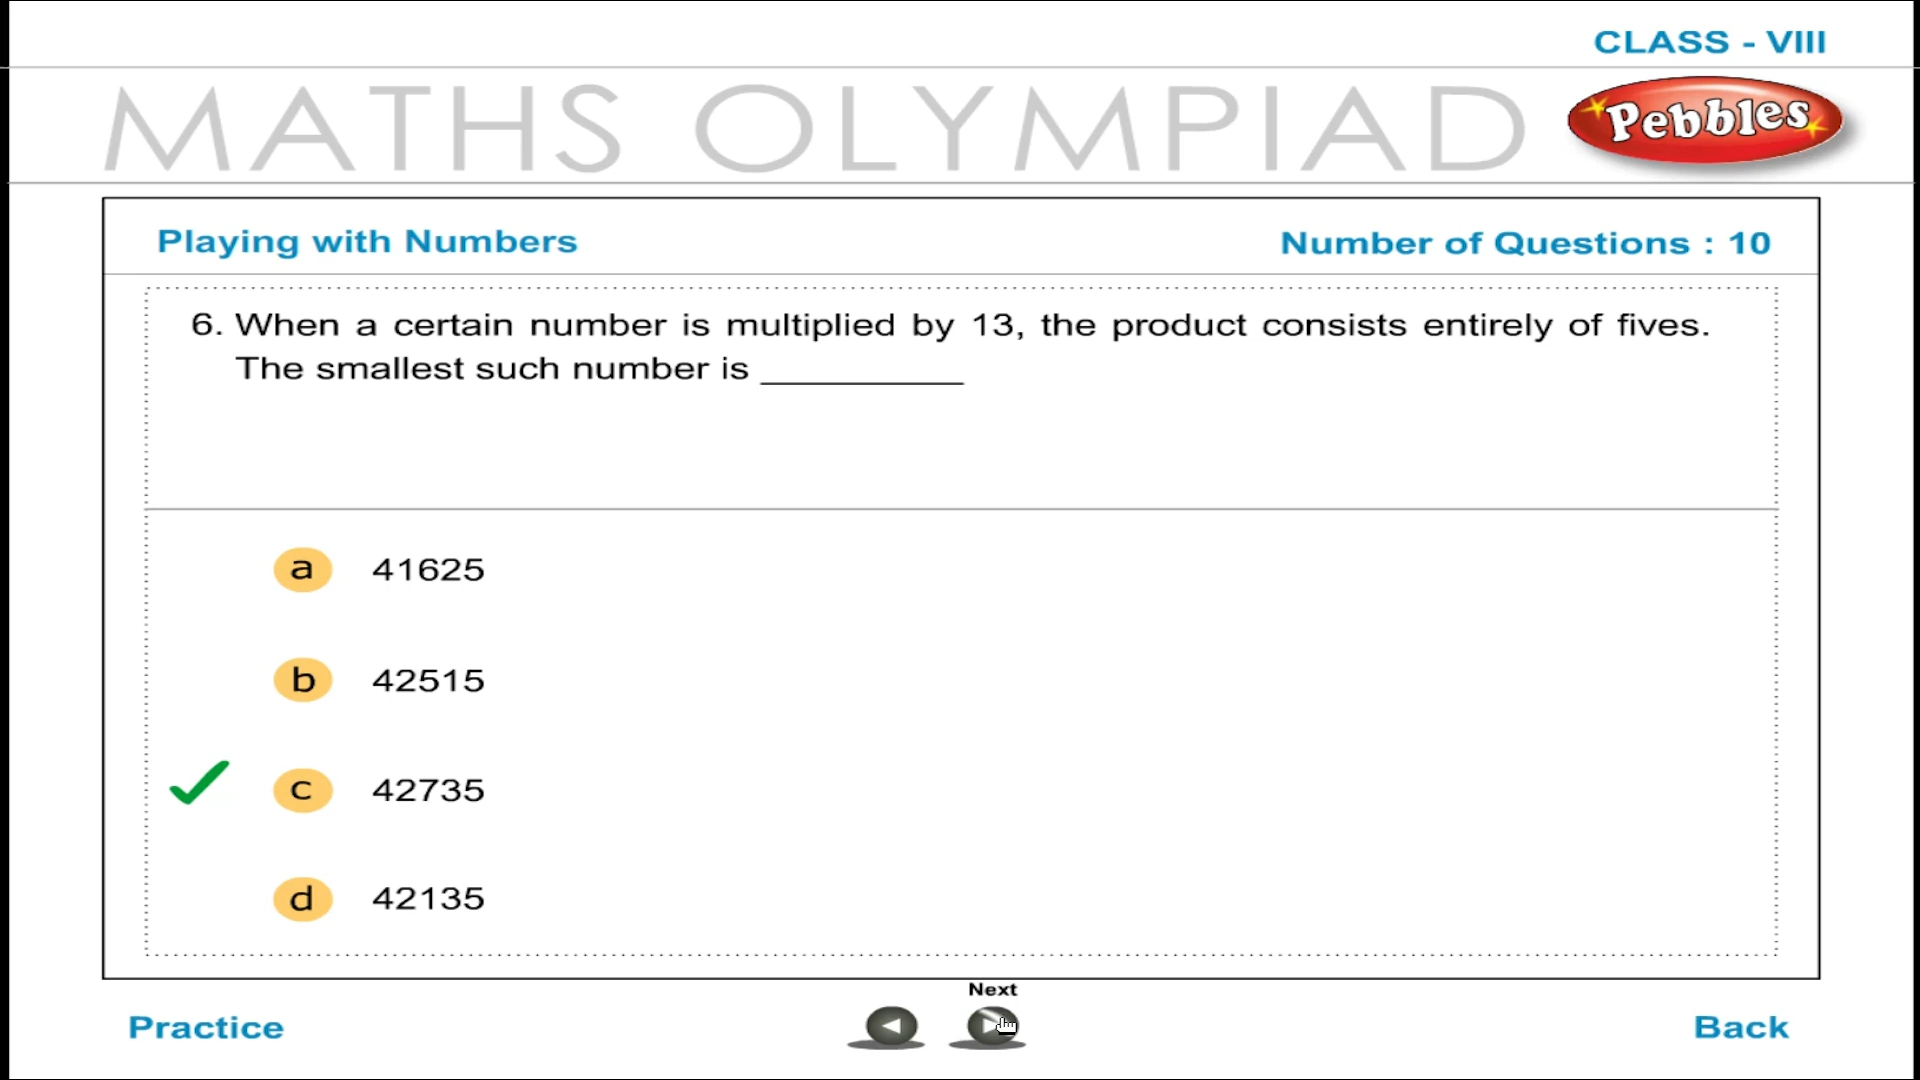 CLASS - VIII
MATHS OLYMPIAD
Pebbles
Playing with Numbers
Number of Questions : 10
6. When a certain number is multiplied by 13, the product consists entirely of fives.
The smallest such number is ___________
a 41625
b 42515
c 42735
d 42135
Next
Practice
Back